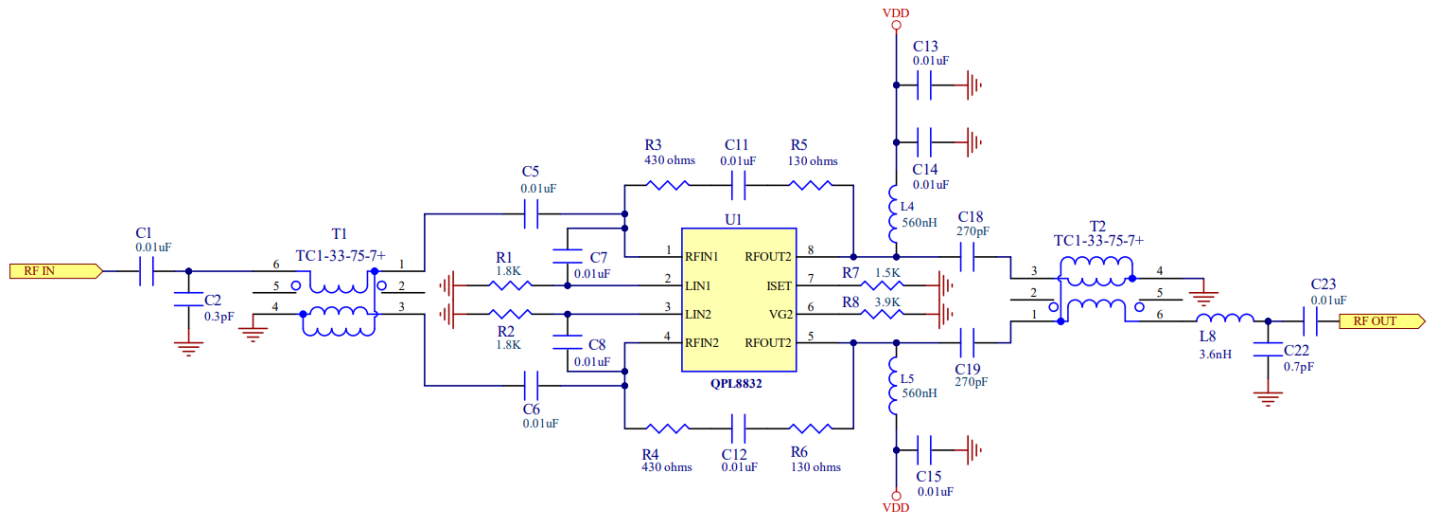 VDD
C13
0.01uF
C14
0.01uF
R3
430 ohms
C11
0.01uF
R5
130 ohms
C5
0.01uF
L4
560nH
C1
0.01uF
RF IN
C2
0.3pF
T1
TC1-33-75-7+
6
5
4
1
2
3
C7
0.01uF
R1
1.8K
R2
1.8K
C8
0.01uF
C6
0.01uF
U1
1
2
3
4
RFIN1
LIN1
LIN2
RFIN2
RFOUT2
ISET
VG2
RFOUT2
8
7
6
5
QPL8832
R7
1.5K
R8
3.9K
C18
270pF
C19
270pF
T2
TC1-33-75-7+
3
2
1
4
5
6
C23
0.01uF
RF OUT
L8
3.6nH
C22
0.7pF
L5
560nH
R4
430 ohms
C12
0.01uF
R6
130 ohms
C15
0.01uF
VDD